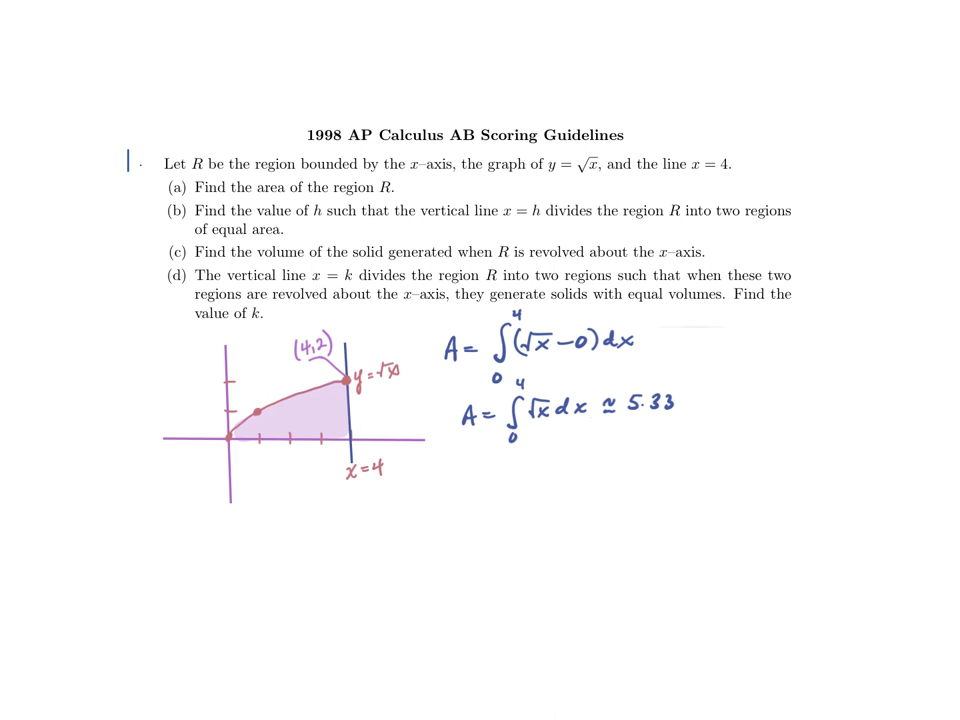 1998 AP Calculus AB Scoring Guidelines
1. Let R be the region bounded by the x–axis, the graph of y = √x, and the line x = 4.
(a) Find the area of the region R.
(b) Find the value of h such that the vertical line x = h divides the region R into two regions
of equal area.
(c) Find the volume of the solid generated when R is revolved about the x–axis.
(d) The vertical line x = k divides the region R into two regions such that when these two
regions are revolved about the x–axis, they generate solids with equal volumes. Find the
value of k.
(4,2)
y=√x
x=4
A= ∫₀⁴(√x−0)dx
A= ∫₀⁴√x dx ≈ 5.33